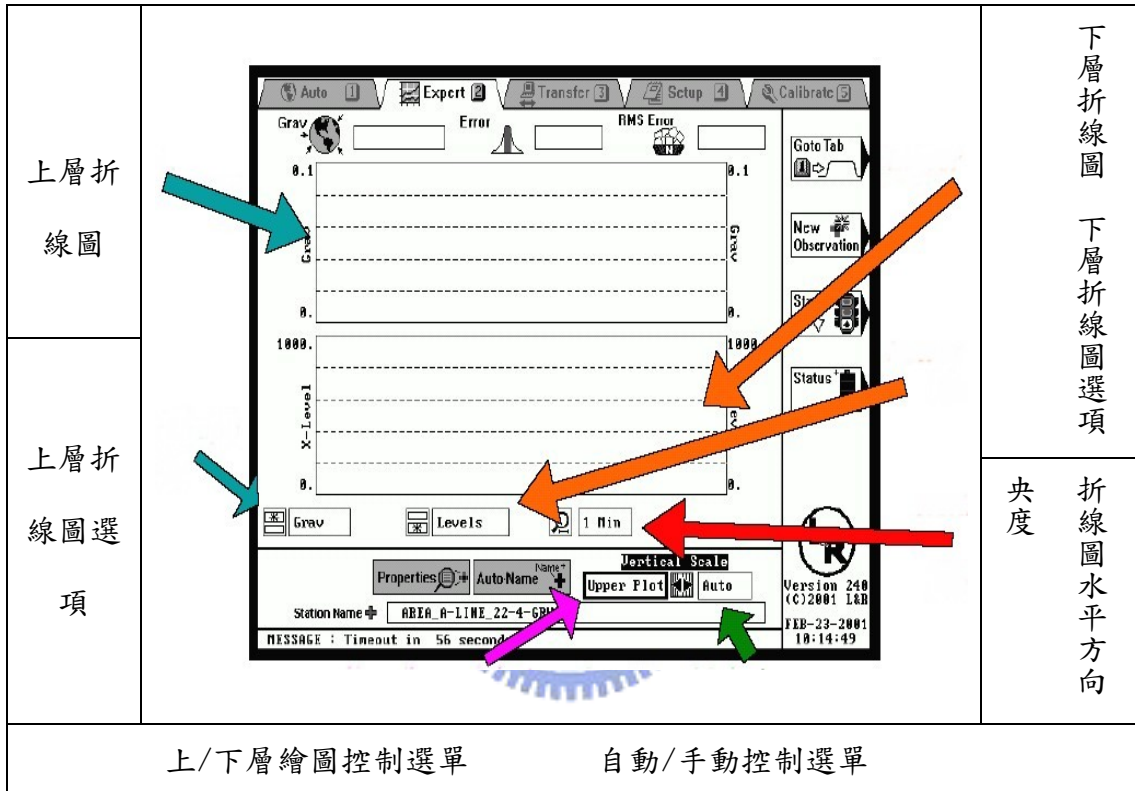 上層折
線圖
上層折
線圖選
項
Auto 1
Expert 2
Transfer 3
Setup 4
Calibrate 5
Grav
Error
RMS Error
0.1
0.1
Grav
0.
0.
1000.
1000
X-Level
0.
0.
Grav
Levels
1 Min
Properties
Auto-Name
Name+
Vertical Scale
Upper Plot
Auto
Station Name
AREA_A-LINE_22-4-GR
MESSAGE : Timeout in 56 second
Goto Tab
New
Observation
Status+
LR
Version 240
(C)2001 L&R
FEB-23-2001
10:14:49
下層折線圖 下層折線圖選項
折線圖水平方向
央度
上/下層繪圖控制選單 自動/手動控制選單